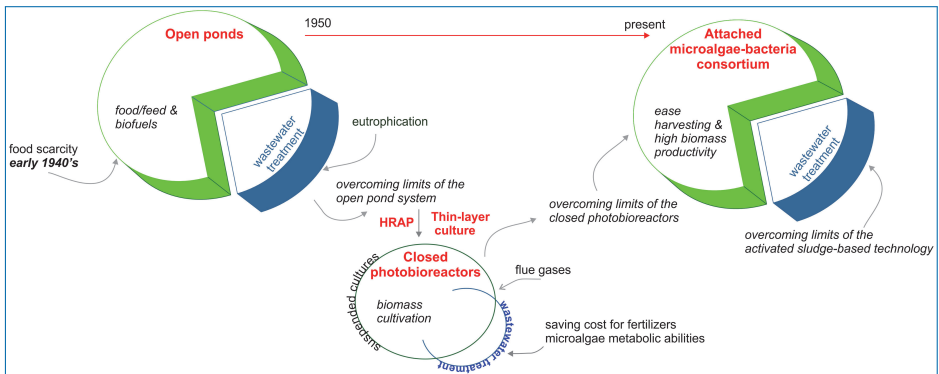 1950
present
Open ponds
food/feed &
biofuels
wastewater
treatment
eutrophication
food scarcity
early 1940's
overcoming limits of the
open pond system
HRAP
Thin-layer
culture
Closed
photobioreactors
suspended cultures
biomass
cultivation
wastewater treatment
flue gases
saving cost for fertilizers
microalgae metabolic abilities
overcoming limits of the
closed photobioreactors
Attached
microalgae-bacteria
consortium
ease
harvesting &
high biomass
productivity
wastewater
treatment
overcoming limits of the
activated sludge-based technology